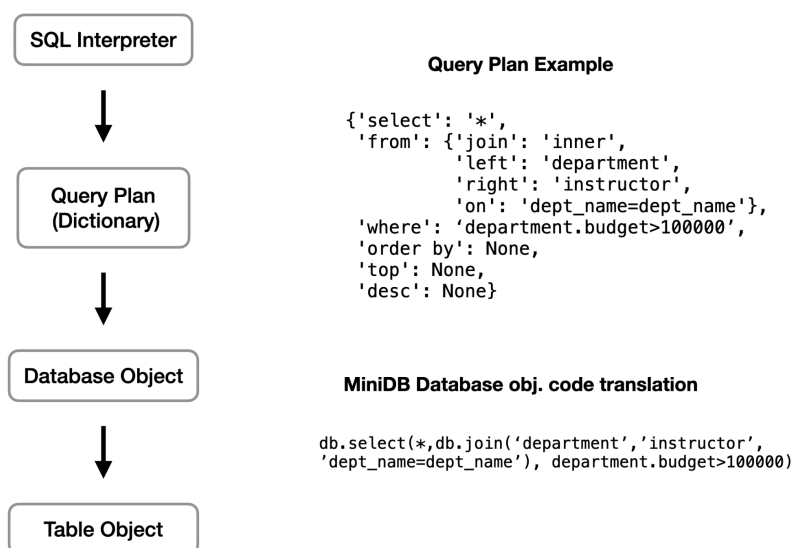 SQL Interpreter
Query Plan
(Dictionary)
Database Object
Table Object
Query Plan Example
{'select': '*',
'from': {'join': 'inner',
'left': 'department',
'right': 'instructor',
'on': 'dept_name=dept_name'},
'where': ‘department.budget>100000’,
'order by': None,
'top': None,
'desc': None}
MiniDB Database obj. code translation
db.select(*,db.join(‘department’,’instructor’,
’dept_name=dept_name’), department.budget>100000)